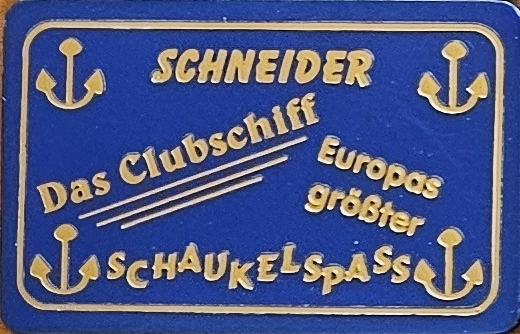 SCHNEIDER
Das Clubschiff
Europas
größter
SCHAUKELSPASS